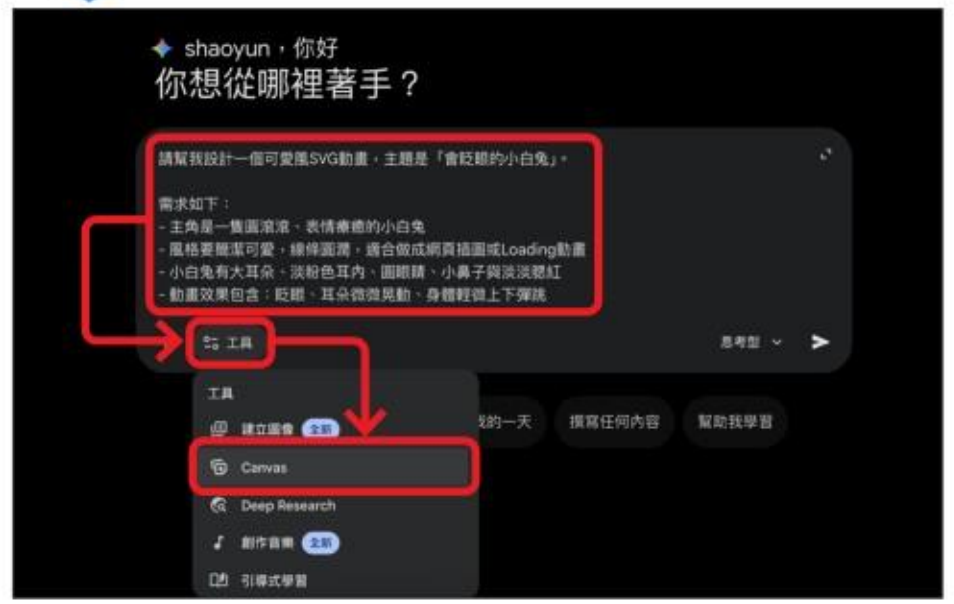 shaoyun，你好
你想從哪裡著手？
請幫我設計一個可愛風SVG動畫，主題是「會眨眼的小白兔」。
需求如下：
- 主角是一隻圓滾滾、表情療癒的小白兔
- 風格要簡潔可愛，線條圓潤，適合做成網頁插圖或Loading動畫
- 小白兔有大耳朵、淡粉色耳內、圓眼睛、小鼻子與淡淡腮紅
- 動畫效果包含：眨眼、耳朵微微晃動、身體輕微上下彈跳
工具
思考型
工具
建立圖像 全新
的一天 撰寫任何內容 幫助我學習
Canvas
Deep Research
創作音樂 全新
引導式學習